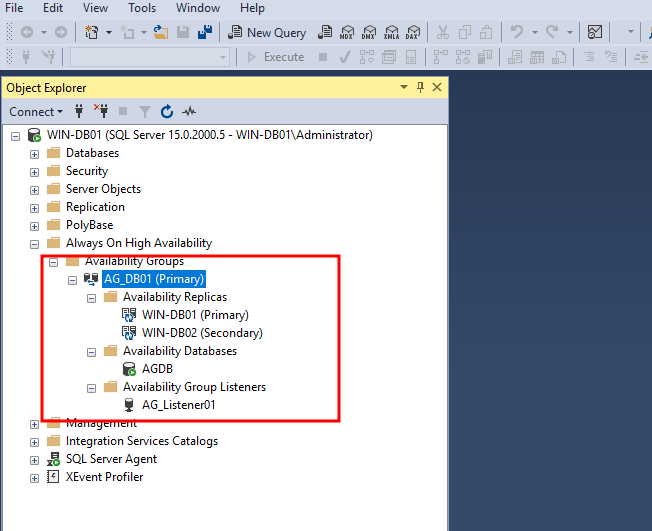 File Edit View Tools Window Help
New Query MDX DMX XMLA DAX
Execute
Object Explorer
Connect
WIN-DB01 (SQL Server 15.0.2000.5 - WIN-DB01\Administrator)
Databases
Security
Server Objects
Replication
PolyBase
Always On High Availability
Availability Groups
AG_DB01 (Primary)
Availability Replicas
WIN-DB01 (Primary)
WIN-DB02 (Secondary)
Availability Databases
AGDB
Availability Group Listeners
AG_Listener01
Management
Integration Services Catalogs
SQL Server Agent
XEvent Profiler